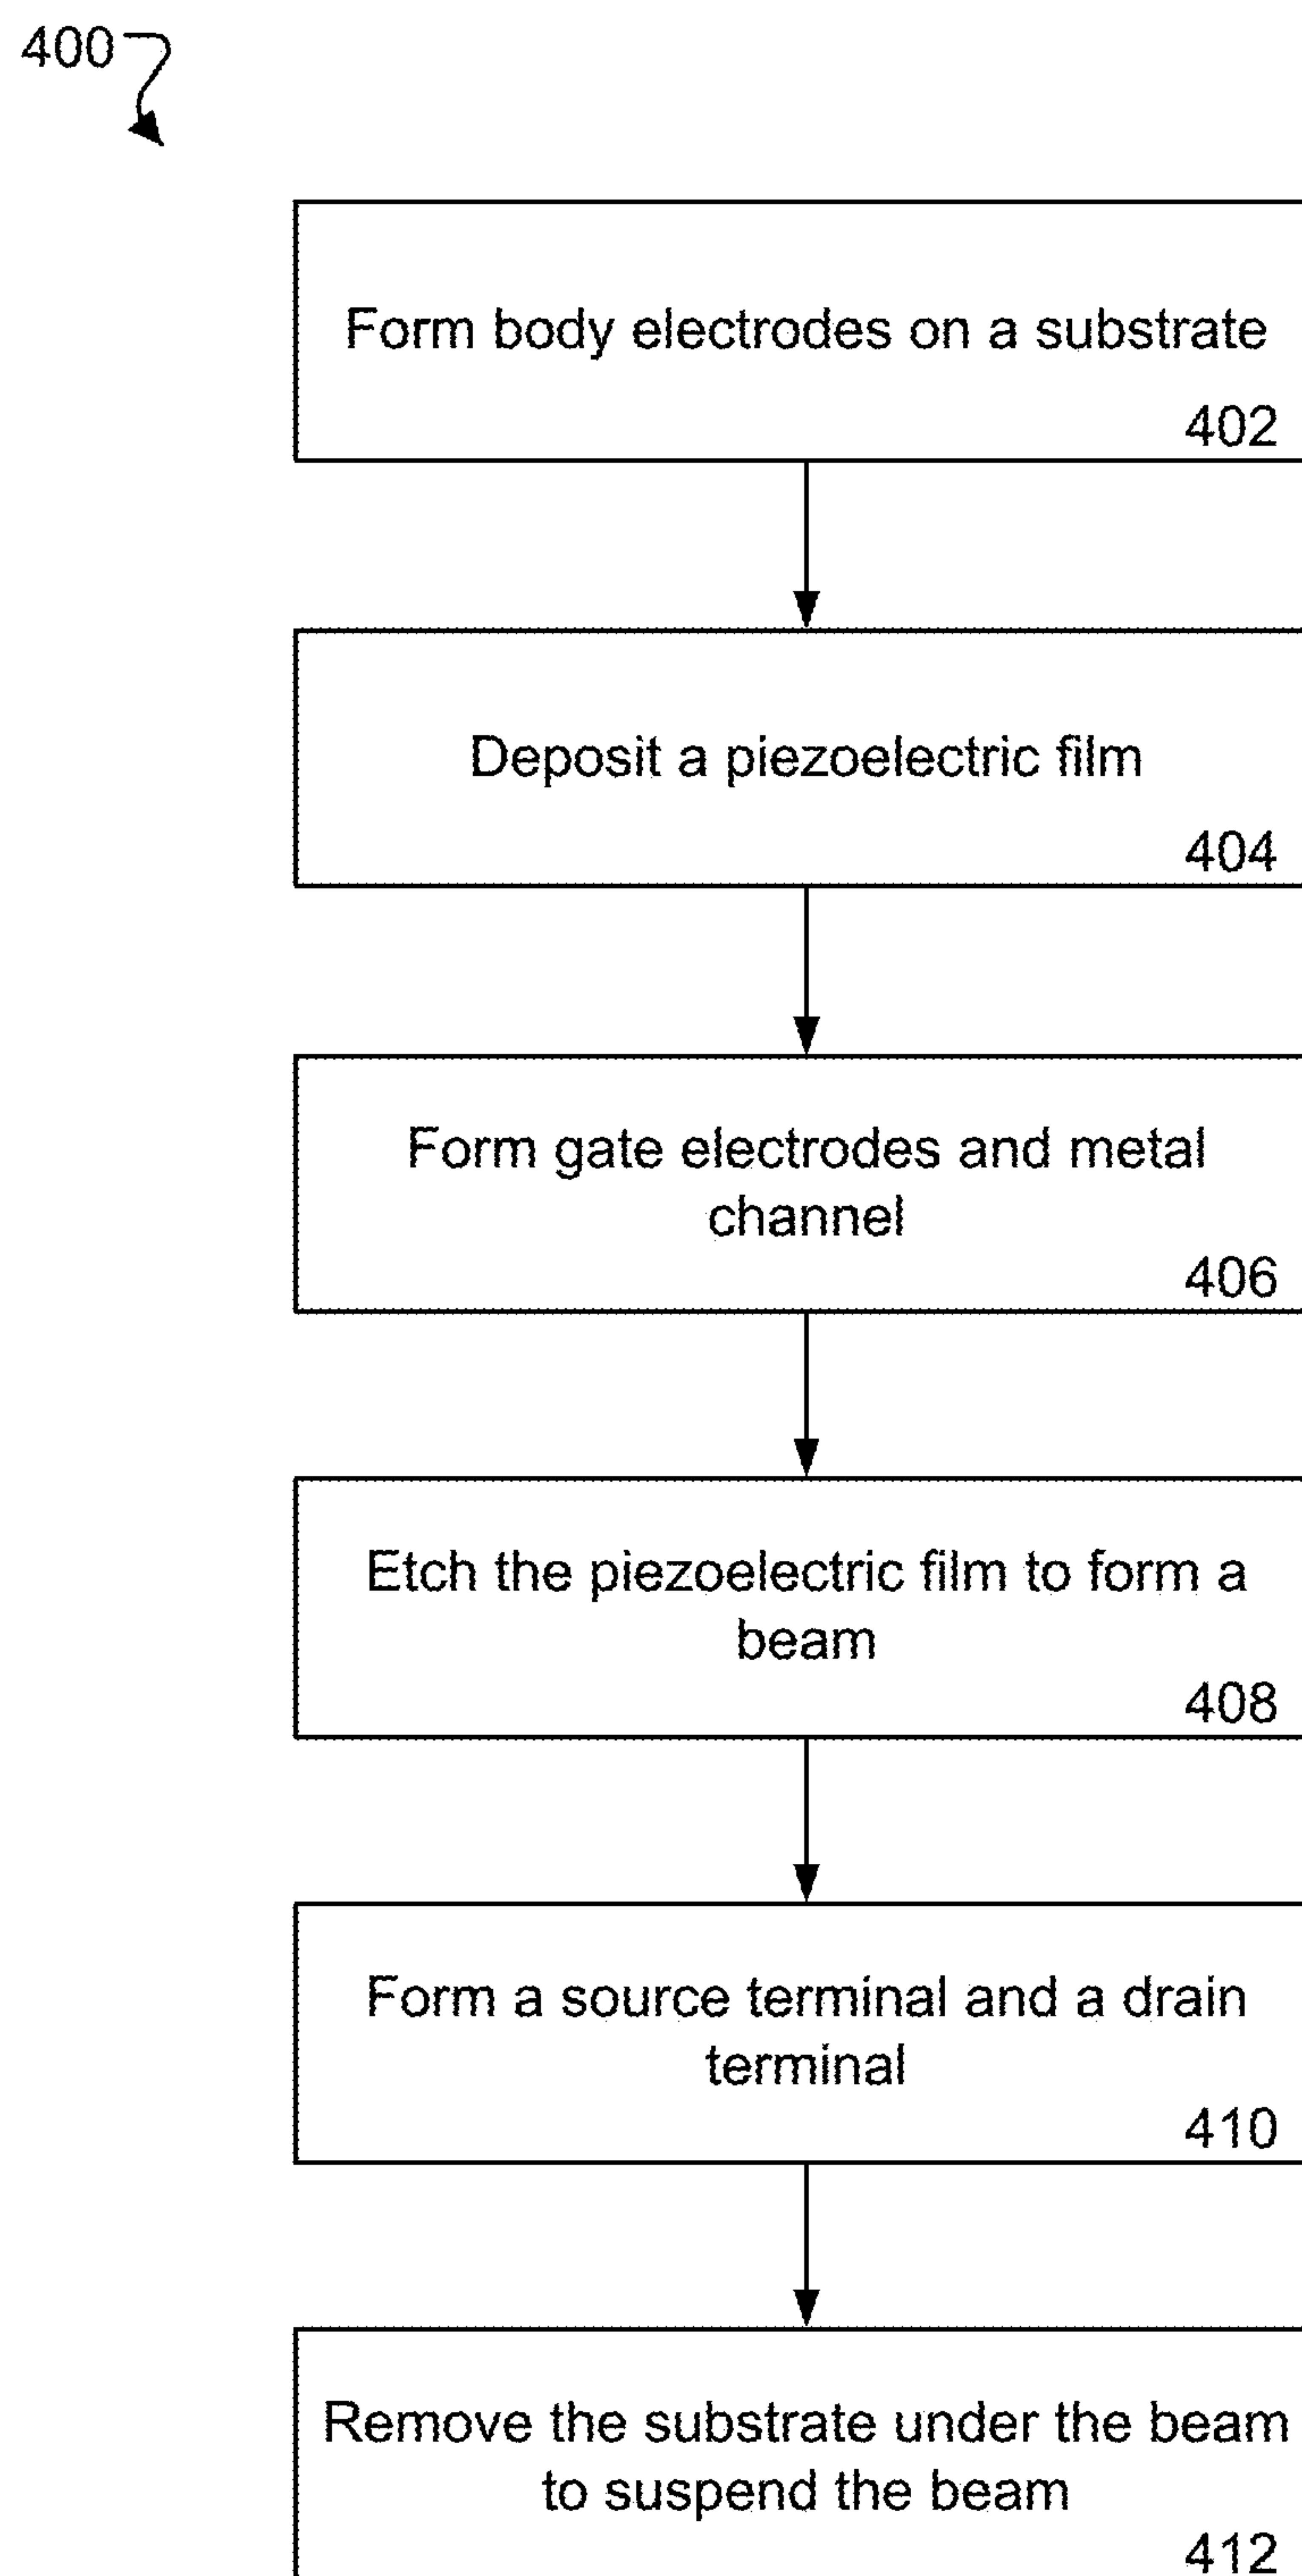 400
Form body electrodes on a substrate
402
Deposit a piezoelectric film
404
Form gate electrodes and metal
channel
406
Etch the piezoelectric film to form a
beam
408
Form a source terminal and a drain
terminal
410
Remove the substrate under the beam
to suspend the beam
412